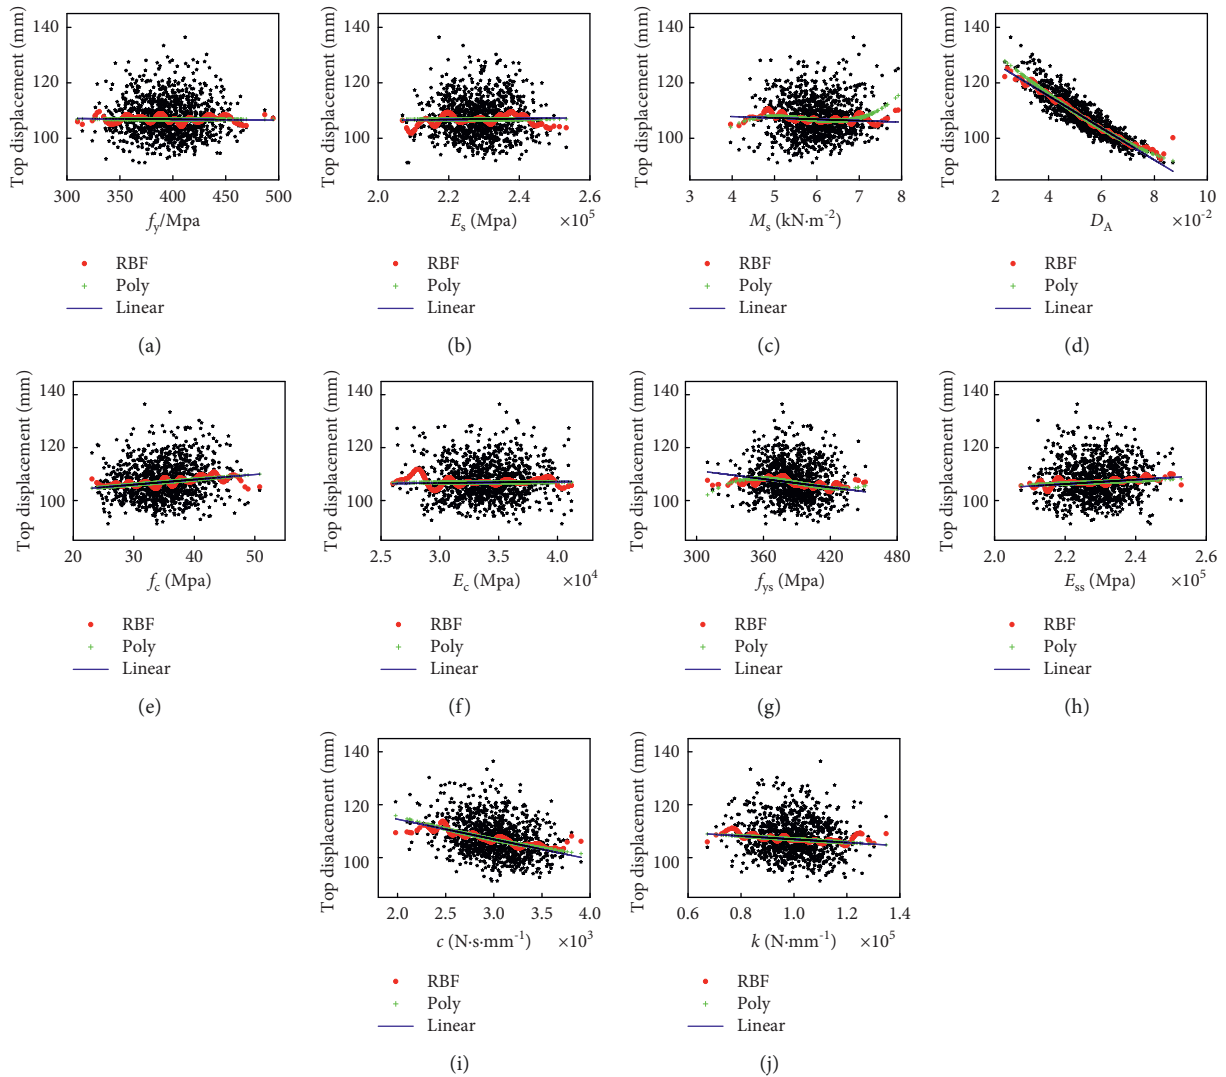 Top displacement (mm)
140
120
100
300 350 400 450 500
f_y/Mpa
RBF
Poly
Linear
(a)
Top displacement (mm)
140
120
100
2.0 2.2 2.4 2.6
E_s (Mpa) ×10^5
RBF
Poly
Linear
(b)
Top displacement (mm)
140
120
100
3 4 5 6 7 8
M_s (kN·m^-2)
RBF
Poly
Linear
(c)
Top displacement (mm)
140
120
100
2 4 6 8 10
D_A ×10^-2
RBF
Poly
Linear
(d)
Top displacement (mm)
140
120
100
20 30 40 50
f_c (Mpa)
RBF
Poly
Linear
(e)
Top displacement (mm)
140
120
100
2.5 3.0 3.5 4.0
E_c (Mpa) ×10^4
RBF
Poly
Linear
(f)
Top displacement (mm)
140
120
100
300 360 420 480
f_ys (Mpa)
RBF
Poly
Linear
(g)
Top displacement (mm)
140
120
100
2.0 2.2 2.4 2.6
E_ss (Mpa) ×10^5
RBF
Poly
Linear
(h)
Top displacement (mm)
140
120
100
2.0 2.5 3.0 3.5 4.0
c (N·s·mm^-1) ×10^3
RBF
Poly
Linear
(i)
Top displacement (mm)
140
120
100
0.6 0.8 1.0 1.2 1.4
k (N·mm^-1) ×10^5
RBF
Poly
Linear
(j)